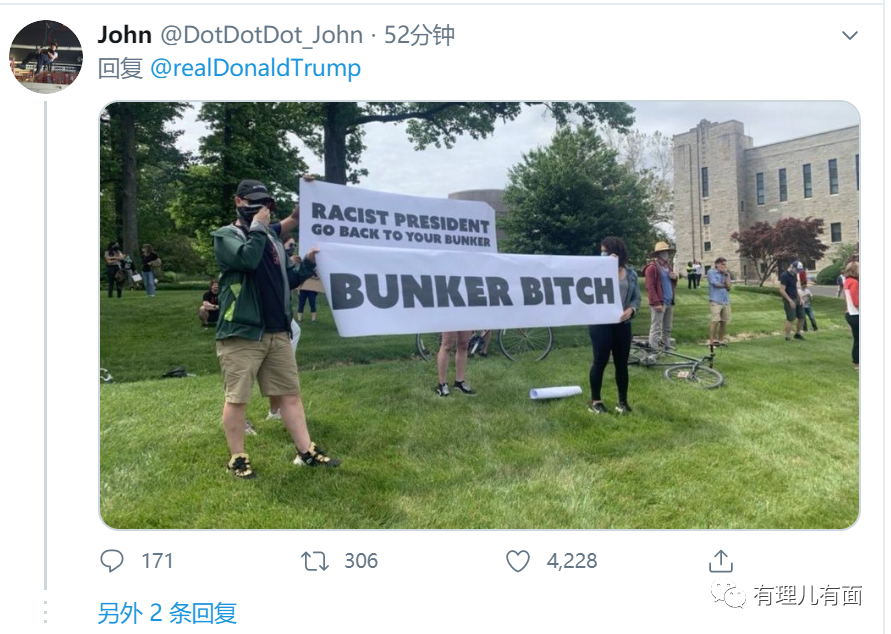 John @DotDotDot_John · 52分钟
回复 @realDonaldTrump
RACIST PRESIDENT
GO BACK TO YOUR BUNKER
BUNKER BITCH
171 306 4,228
有理儿有面
另外 2 条回复